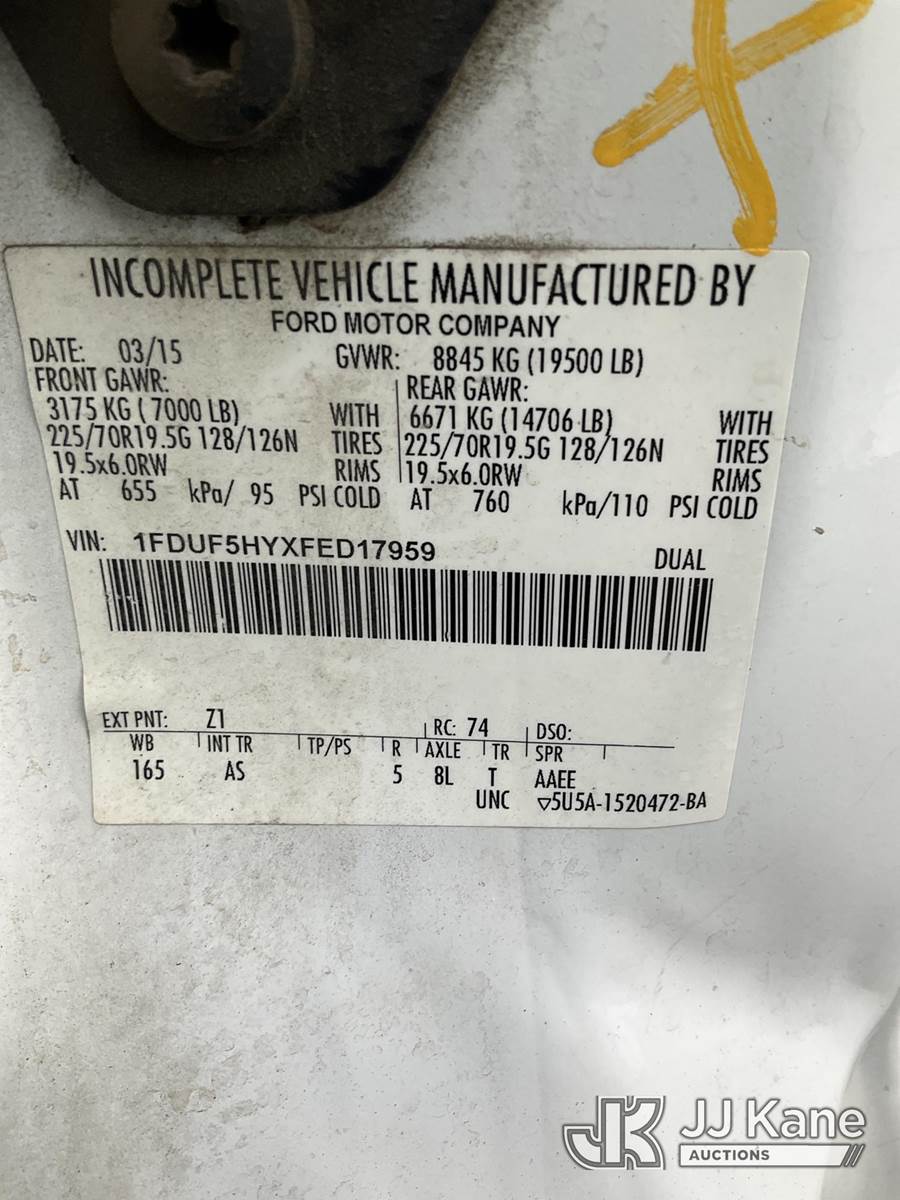 INCOMPLETE VEHICLE MANUFACTURED BY
FORD MOTOR COMPANY
DATE: 03/15 GVWR: 8845 KG (19500 LB)
FRONT GAWR: REAR GAWR:
3175 KG ( 7000 LB) WITH 6671 KG (14706 LB) WITH
225/70R19.5G 128/126N TIRES 225/70R19.5G 128/126N TIRES
19.5x6.0RW RIMS 19.5x6.0RW RIMS
AT 655 kPa/ 95 PSI COLD AT 760 kPa/110 PSI COLD
VIN: 1FDUF5HYXFED17959 DUAL
EXT PNT: Z1 RC: 74 DSO:
WB INT TR TP/PS R AXLE TR SPR
165 AS 5 8L T AAEE
UNC ▽5U5A-1520472-BA
JK JJ Kane
AUCTIONS